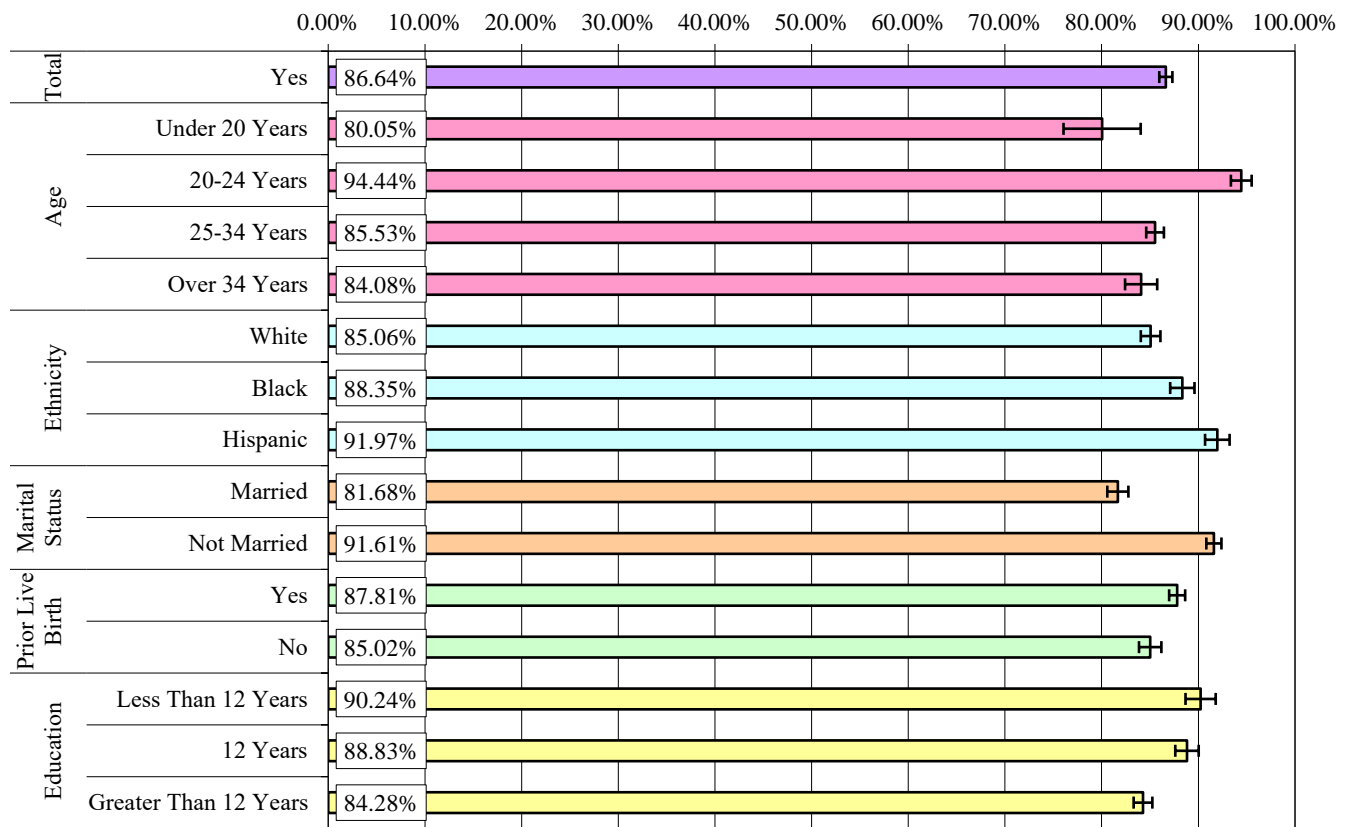 0.00% 10.00% 20.00% 30.00% 40.00% 50.00% 60.00% 70.00% 80.00% 90.00% 100.00%
Total
Yes 86.64%
Age
Under 20 Years 80.05%
20-24 Years 94.44%
25-34 Years 85.53%
Over 34 Years 84.08%
Ethnicity
White 85.06%
Black 88.35%
Hispanic 91.97%
Marital
Status
Married 81.68%
Not Married 91.61%
Prior Live
Birth
Yes 87.81%
No 85.02%
Education
Less Than 12 Years 90.24%
12 Years 88.83%
Greater Than 12 Years 84.28%